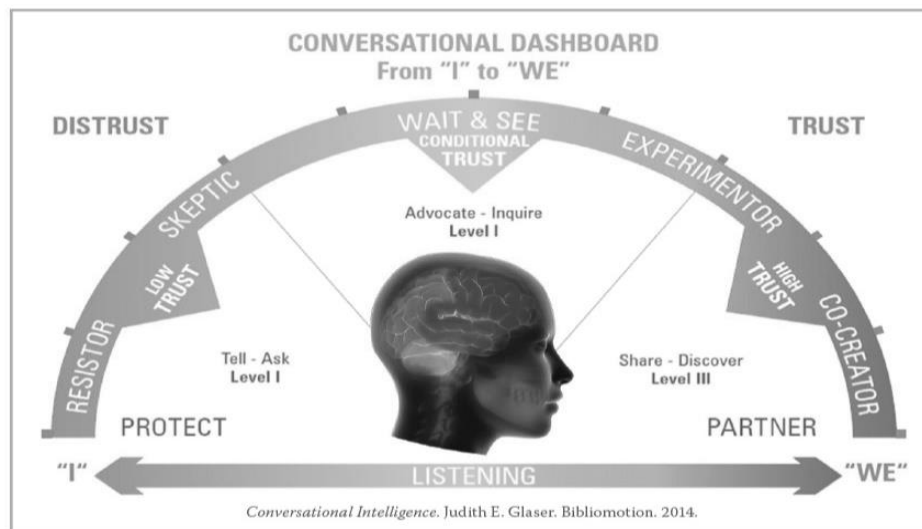 CONVERSATIONAL DASHBOARD
From "I" to "WE"
DISTRUST
TRUST
WAIT & SEE
CONDITIONAL
TRUST
SKEPTIC
EXPERIMENTOR
Advocate - Inquire
Level I
LOW
TRUST
HIGH
TRUST
RESISTOR
CO-CREATOR
Tell - Ask
Level I
Share - Discover
Level III
PROTECT
PARTNER
"I"
LISTENING
"WE"
Conversational Intelligence. Judith E. Glaser. Bibliomotion. 2014.